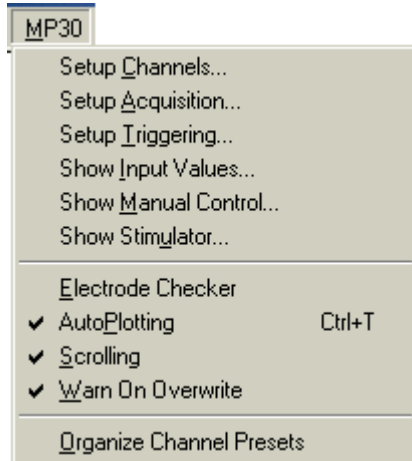 MP30
Setup Channels...
Setup Acquisition...
Setup Triggering...
Show Input Values...
Show Manual Control...
Show Stimulator...
Electrode Checker
✔ AutoPlotting Ctrl+T
✔ Scrolling
✔ Warn On Overwrite
Organize Channel Presets